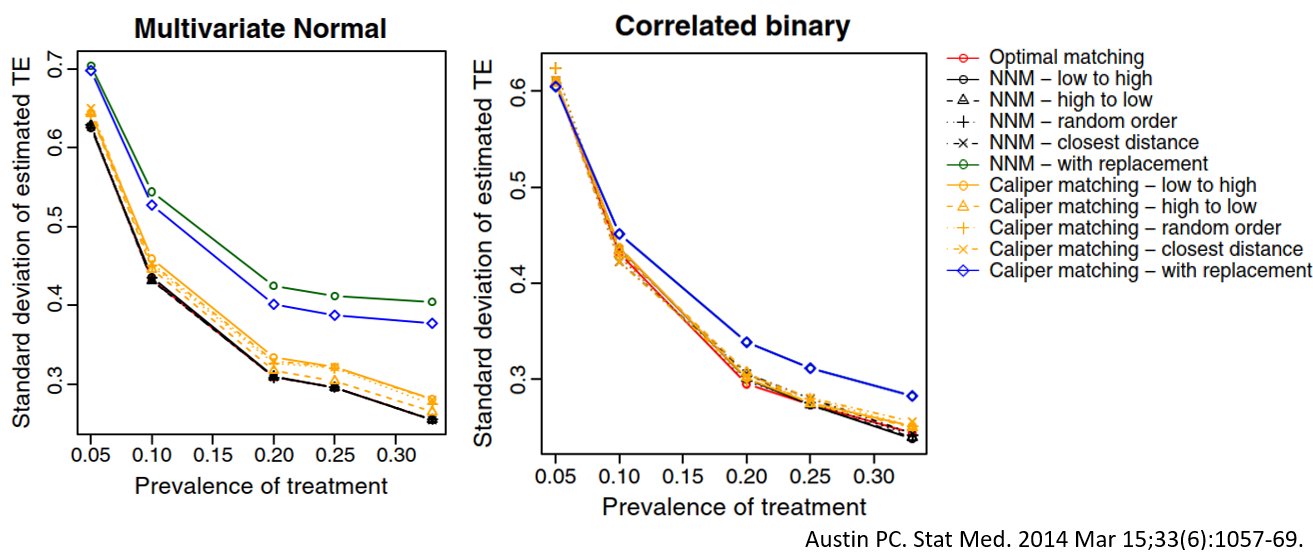 Multivariate Normal
Standard deviation of estimated TE
0.7
0.6
0.5
0.4
0.3
0.05 0.10 0.15 0.20 0.25 0.30
Prevalence of treatment
Correlated binary
Standard deviation of estimated TE
0.6
0.5
0.4
0.3
0.05 0.10 0.15 0.20 0.25 0.30
Prevalence of treatment
Optimal matching
NNM – low to high
NNM – high to low
NNM – random order
NNM – closest distance
NNM – with replacement
Caliper matching – low to high
Caliper matching – high to low
Caliper matching – random order
Caliper matching – closest distance
Caliper matching – with replacement
Austin PC. Stat Med. 2014 Mar 15;33(6):1057-69.